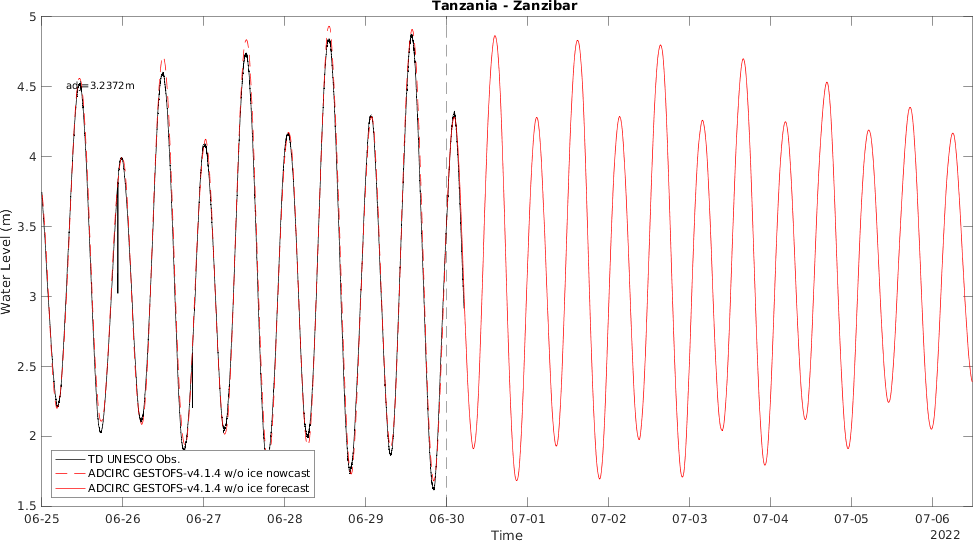 Tanzania - Zanzibar
5
4.5
4
3.5
3
2.5
2
1.5
Water Level (m)
adj=3.2372m
TD UNESCO Obs.
ADCIRC GESTOFS-v4.1.4 w/o ice nowcast
ADCIRC GESTOFS-v4.1.4 w/o ice forecast
06-25 06-26 06-27 06-28 06-29 06-30 07-01 07-02 07-03 07-04 07-05 07-06
Time
2022